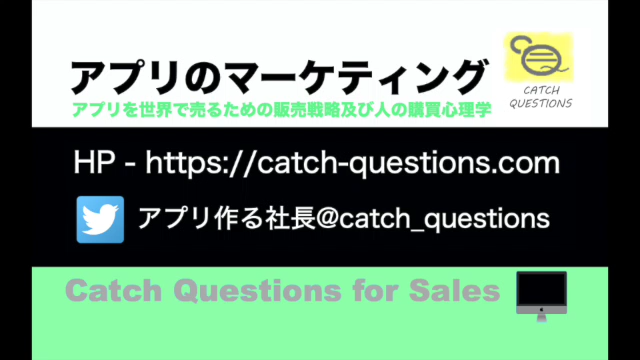 アプリのマーケティング
アプリを世界で売るための販売戦略及び人の購買心理学
CATCH
QUESTIONS
HP - https://catch-questions.com
アプリ作る社長@catch_questions
Catch Questions for Sales